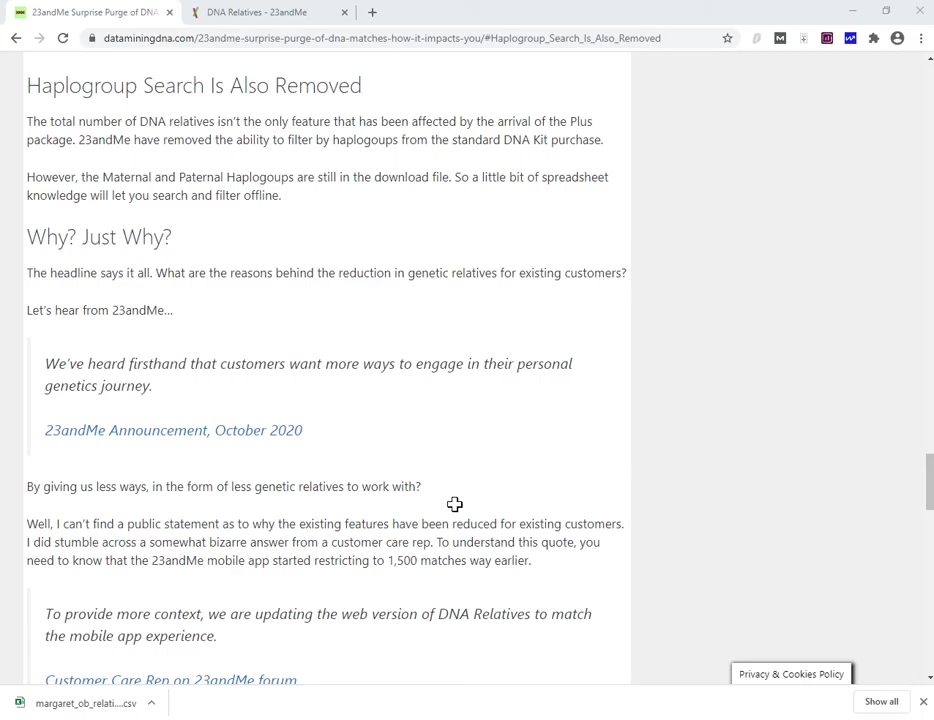 23andMe Surprise Purge of DNA
DNA Relatives - 23andMe
dataminingdna.com/23andme-surprise-purge-of-dna-matches-how-it-impacts-you/#Haplogroup_Search_Is_Also_Removed
Haplogroup Search Is Also Removed
The total number of DNA relatives isn't the only feature that has been affected by the arrival of the Plus
package. 23andMe have removed the ability to filter by haplogoups from the standard DNA Kit purchase.
However, the Maternal and Paternal Haplogoups are still in the download file. So a little bit of spreadsheet
knowledge will let you search and filter offline.
Why? Just Why?
The headline says it all. What are the reasons behind the reduction in genetic relatives for existing customers?
Let's hear from 23andMe...
We've heard firsthand that customers want more ways to engage in their personal
genetics journey.
23andMe Announcement, October 2020
By giving us less ways, in the form of less genetic relatives to work with?
Well, I can't find a public statement as to why the existing features have been reduced for existing customers.
I did stumble across a somewhat bizarre answer from a customer care rep. To understand this quote, you
need to know that the 23andMe mobile app started restricting to 1,500 matches way earlier.
To provide more context, we are updating the web version of DNA Relatives to match
the mobile app experience.
Customer Care Rep on 23andMe forum
Privacy & Cookies Policy
margaret_ob_relati....csv
Show all